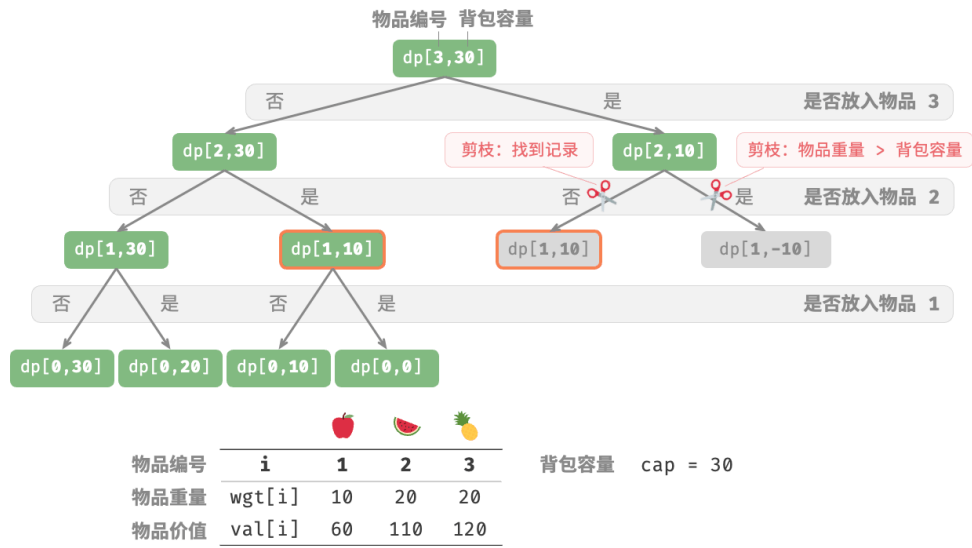 物品编号 背包容量
dp[3,30]
否 是 是否放入物品 3
dp[2,30] 剪枝：找到记录 dp[2,10] 剪枝：物品重量 > 背包容量
否 是 否 是 是否放入物品 2
dp[1,30] dp[1,10] dp[1,10] dp[1,-10]
否 是 否 是 是否放入物品 1
dp[0,30] dp[0,20] dp[0,10] dp[0,0]
物品编号 i 1 2 3 背包容量 cap = 30
物品重量 wgt[i] 10 20 20
物品价值 val[i] 60 110 120